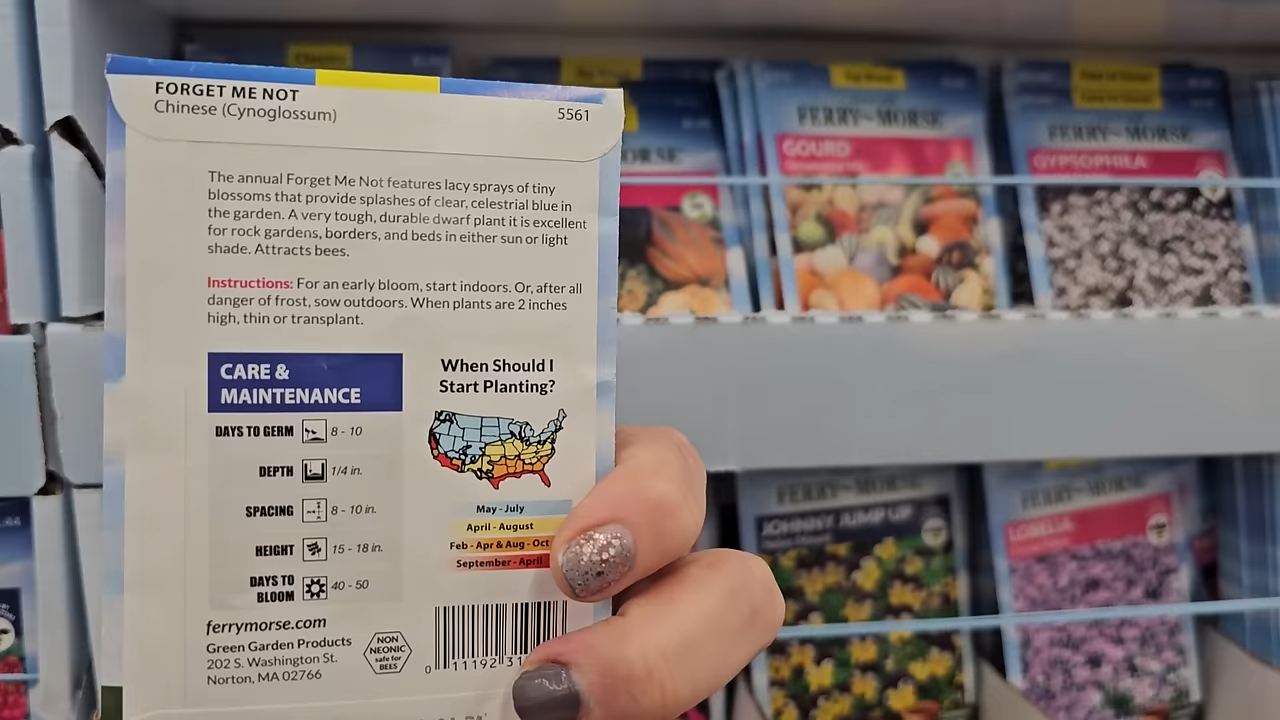 FORGET ME NOT
Chinese (Cynoglossum)
5561
The annual Forget Me Not features lacy sprays of tiny
blossoms that provide splashes of clear, celestrial blue in
the garden. A very tough, durable dwarf plant it is excellent
for rock gardens, borders, and beds in either sun or light
shade. Attracts bees.
Instructions: For an early bloom, start indoors. Or, after all
danger of frost, sow outdoors. When plants are 2 inches
high, thin or transplant.
CARE &
MAINTENANCE
DAYS TO GERM 8 - 10
DEPTH 1/4 in.
SPACING 8 - 10 in.
HEIGHT 15 - 18 in.
DAYS TO
BLOOM 40 - 50
When Should I
Start Planting?
May - July
April - August
Feb - Apr & Aug - Oct
September - April
ferrymorse.com
Green Garden Products
202 S. Washington St.
Norton, MA 02766
NON
NEONIC
safe for
BEES
0 11192 31
FERRY-MORSE
GOURD
FERRY-MORSE
GYPSOPHILA
FERRY-MORSE
JOHNNY JUMP UP
FERRY-MORSE
LOBELIA